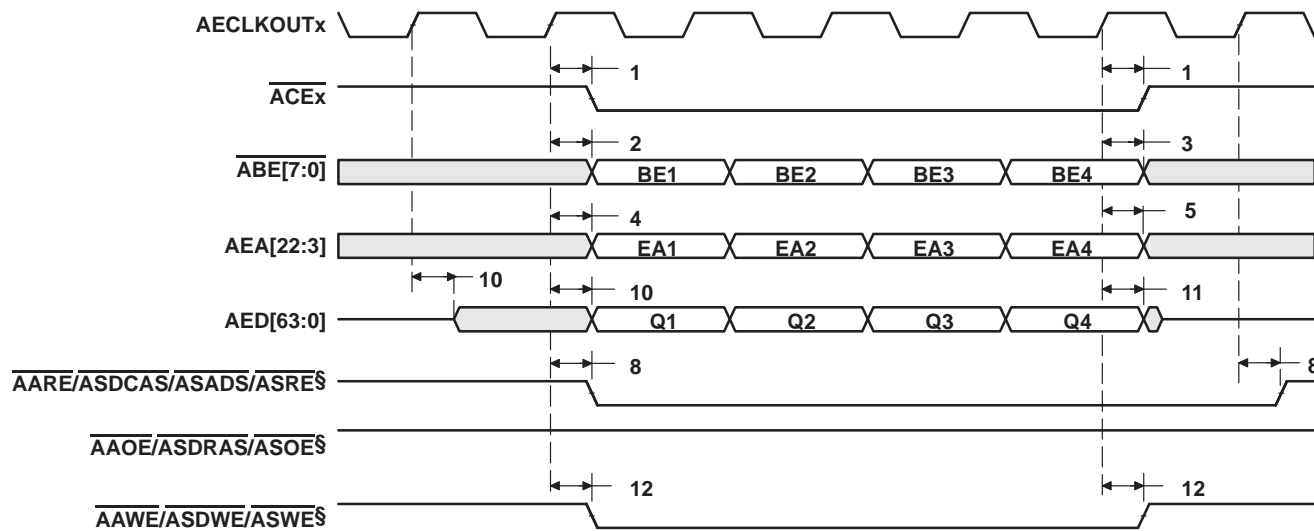 AECLKOUTx
1 1
ACEx
2 3
ABE[7:0] BE1 BE2 BE3 BE4
4 5
AEA[22:3] EA1 EA2 EA3 EA4
10 10 11
AED[63:0] Q1 Q2 Q3 Q4
8 8
AARE/ASDCAS/ASADS/ASRE§
AAOE/ASDRAS/ASOE§
12 12
AAWE/ASDWE/ASWE§